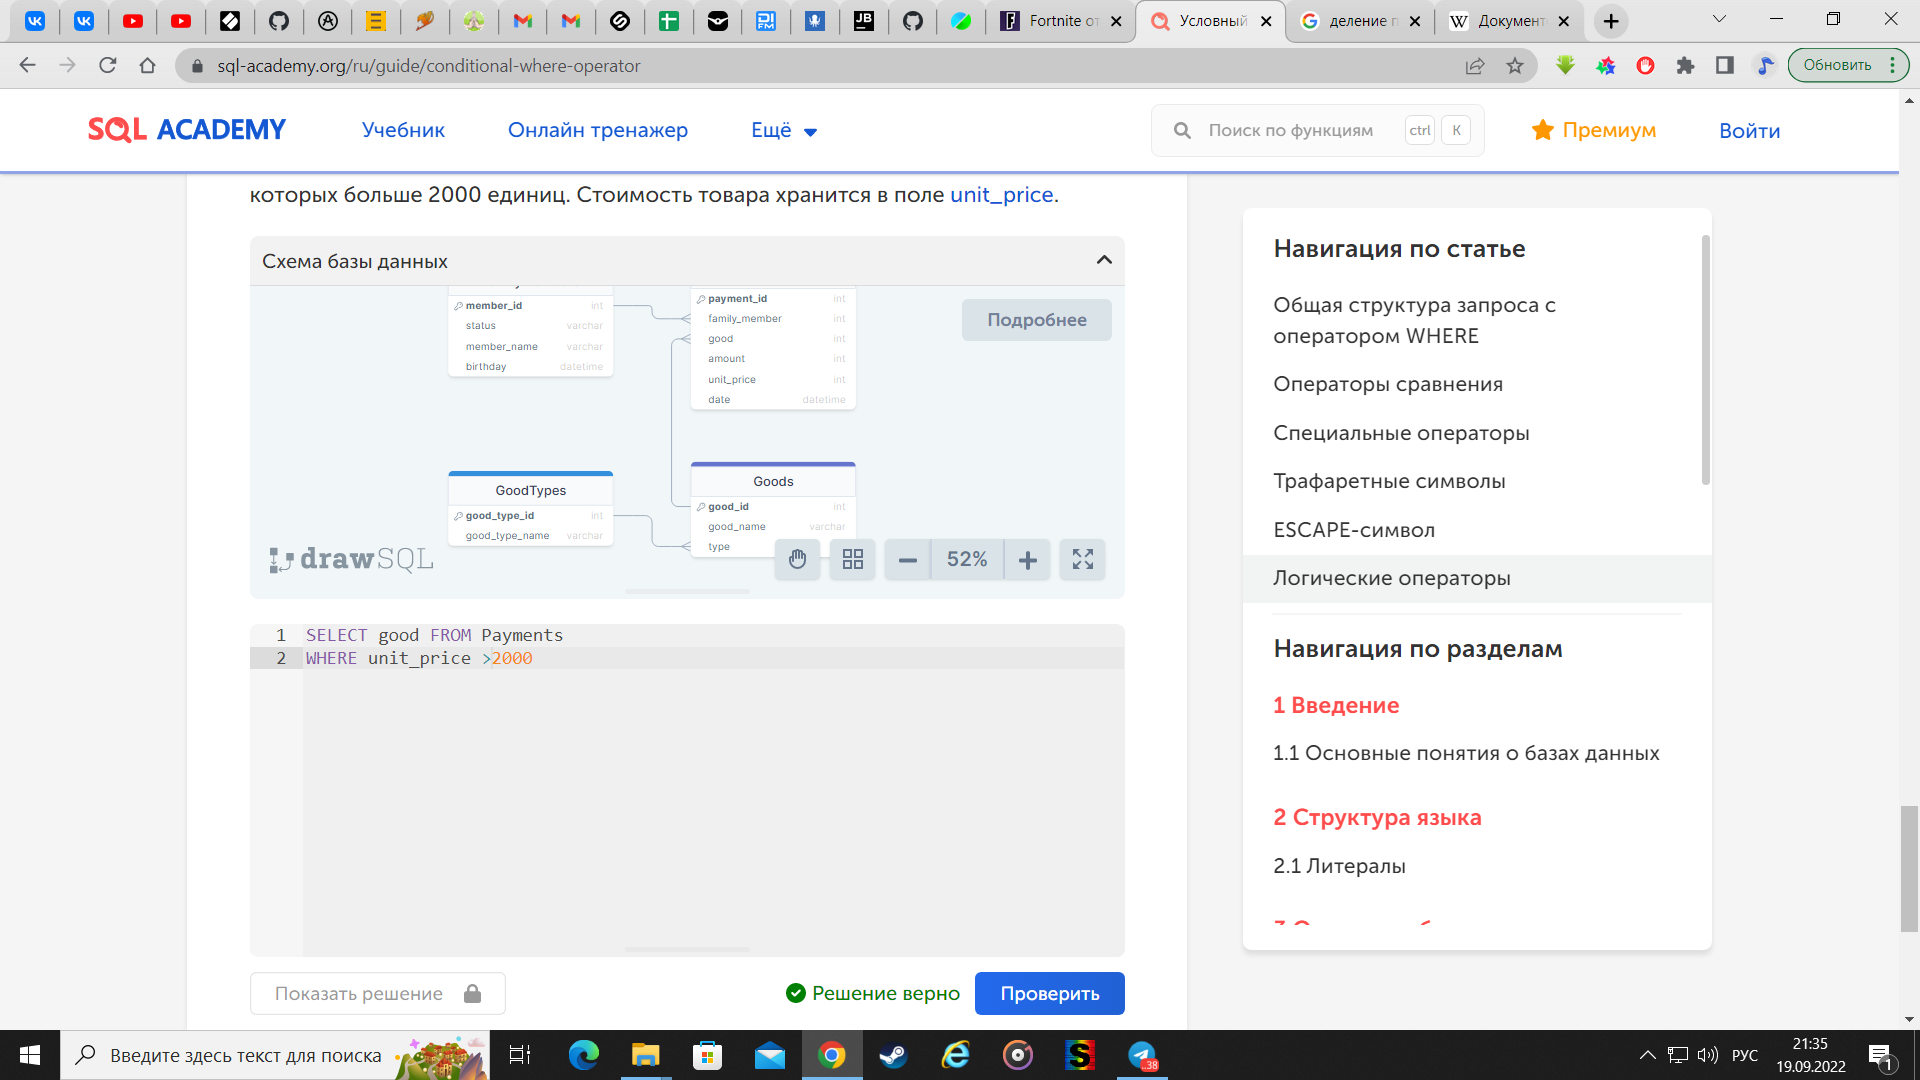 Fortnite от
Условный
деление п
Документ
sql-academy.org/ru/guide/conditional-where-operator
Обновить
SQL ACADEMY
Учебник
Онлайн тренажер
Ещё
Поиск по функциям
ctrl
K
Премиум
Войти
которых больше 2000 единиц. Стоимость товара хранится в поле unit_price.
Схема базы данных
Подробнее
member_id int
status varchar
member_name varchar
birthday datetime
payment_id int
family_member int
good int
amount int
unit_price int
date datetime
GoodTypes
good_type_id int
good_type_name varchar
Goods
good_id int
good_name varchar
type
drawSQL
52%
1 SELECT good FROM Payments
2 WHERE unit_price >2000
Показать решение
Решение верно
Проверить
Навигация по статье
Общая структура запроса с
оператором WHERE
Операторы сравнения
Специальные операторы
Трафаретные символы
ESCAPE-символ
Логические операторы
Навигация по разделам
1 Введение
1.1 Основные понятия о базах данных
2 Структура языка
2.1 Литералы
Введите здесь текст для поиска
38
РУС
21:35
19.09.2022
1